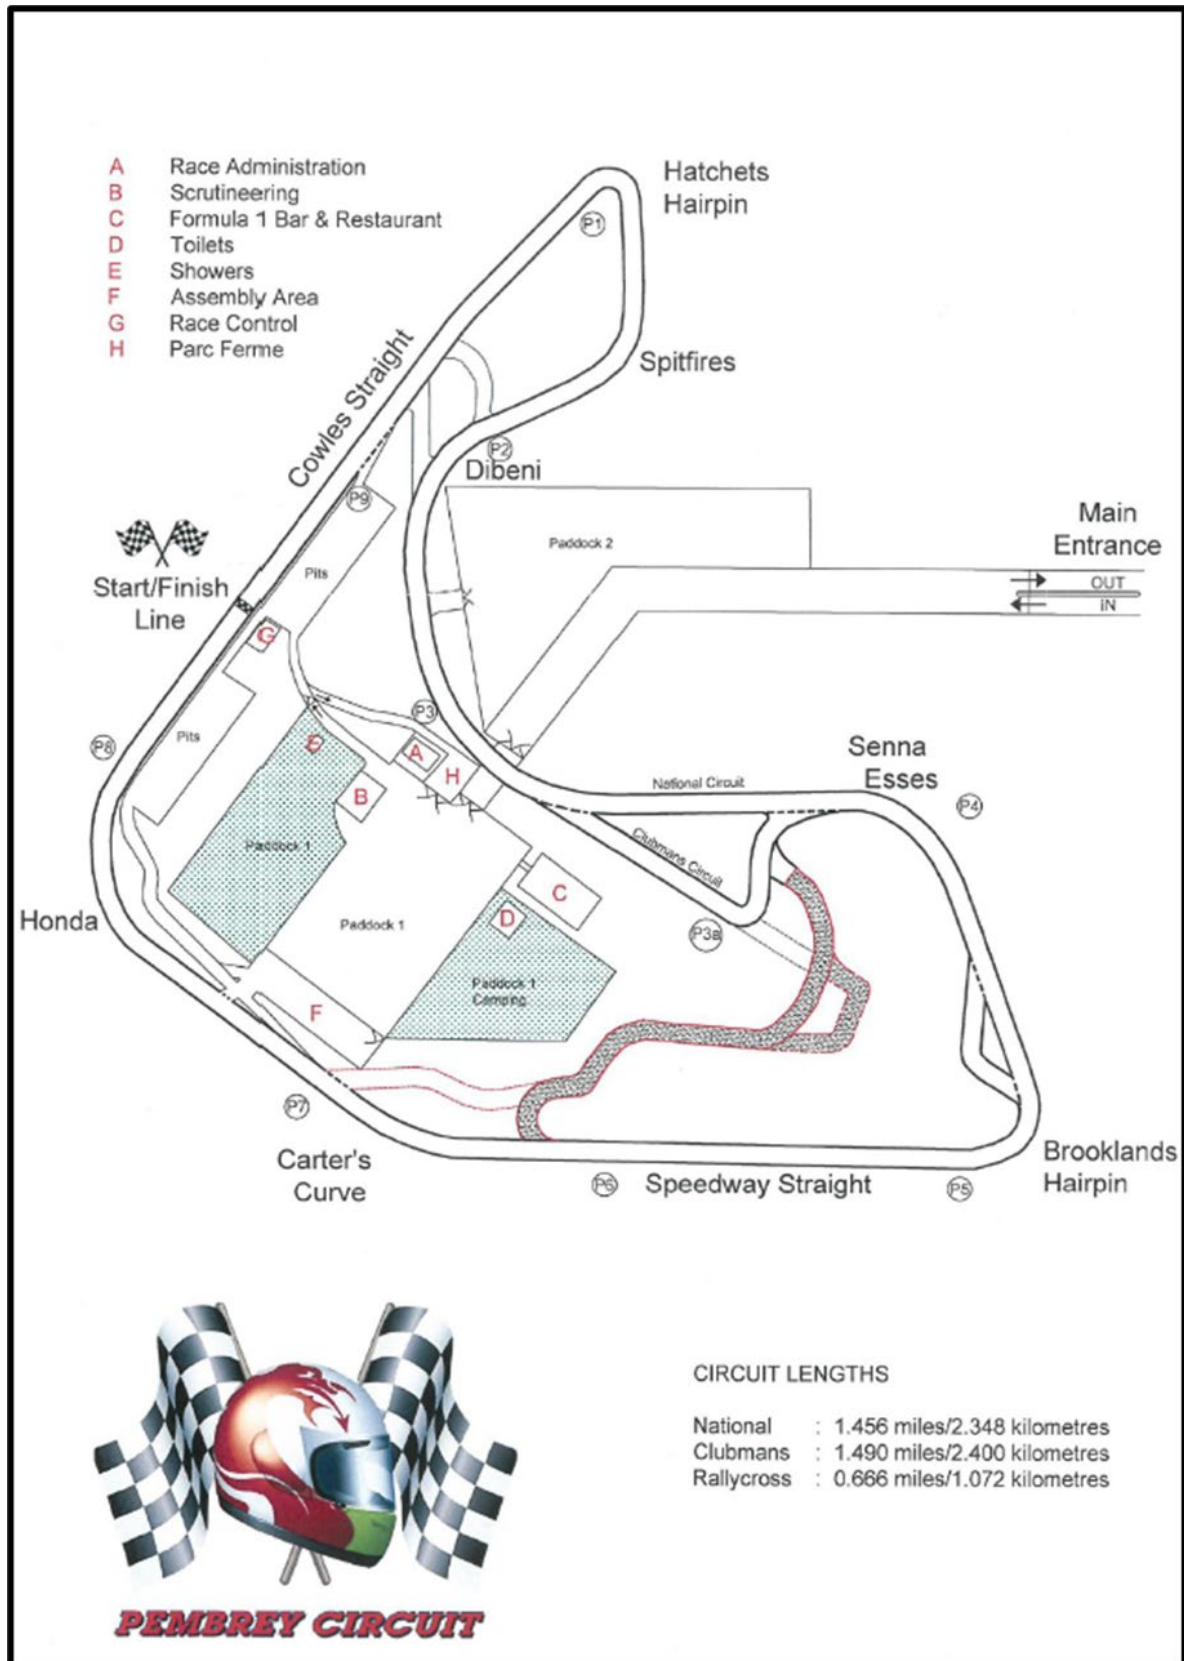 A Race Administration
B Scrutineering
C Formula 1 Bar & Restaurant
D Toilets
E Showers
F Assembly Area
G Race Control
H Parc Ferme
Hatchets
Hairpin
P1
Spitfires
Cowles Straight
P2
Dibeni
P9
Paddock 2
Main
Entrance
OUT
IN
Start/Finish
Line
Pits
G
P3
P8
Pits
E
A
H
B
Senna
Esses
National Circuit
P4
Clubmans Circuit
Paddock 1
C
D
Honda
Paddock 1
P3a
Paddock 1
Camping
F
P7
Carter's
Curve
P6
Speedway Straight
P5
Brooklands
Hairpin
CIRCUIT LENGTHS
National : 1.456 miles/2.348 kilometres
Clubmans : 1.490 miles/2.400 kilometres
Rallycross : 0.666 miles/1.072 kilometres
PEMBREY CIRCUIT